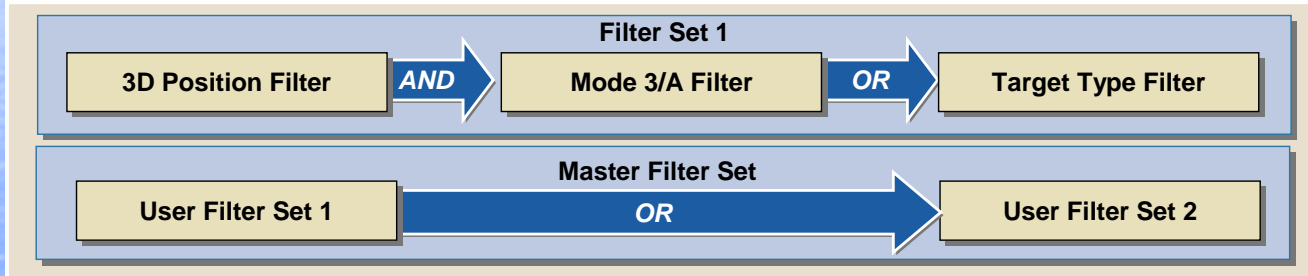 Filter Set 1
3D Position Filter AND Mode 3/A Filter OR Target Type Filter
Master Filter Set
User Filter Set 1 OR User Filter Set 2